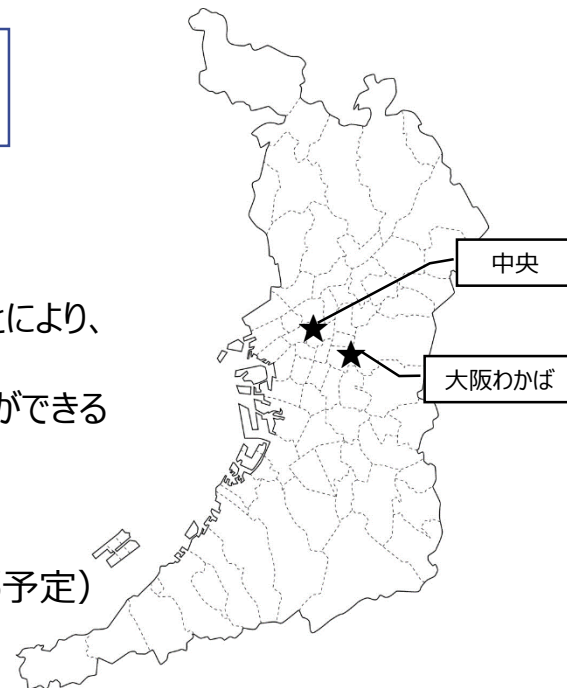 中央
により、
大阪わかば
ができる
予定）